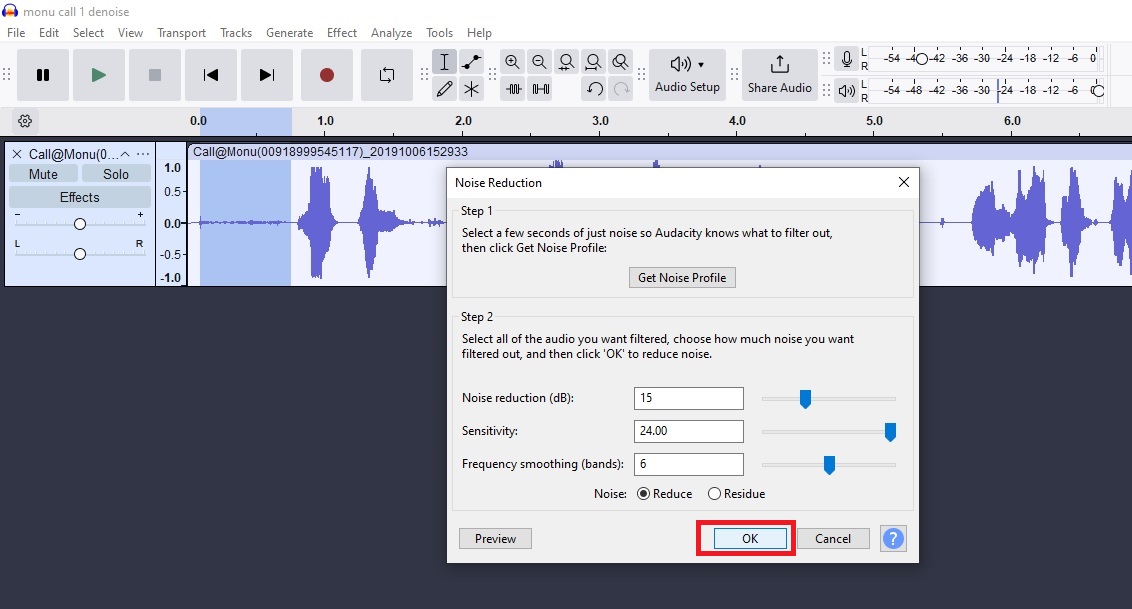 monu call 1 denoise
File Edit Select View Transport Tracks Generate Effect Analyze Tools Help
Audio Setup
Share Audio
L
R
-54 -48 -42 -36 -30 -24 -18 -12 -6 0
L
R
-54 -48 -42 -36 -30 -24 -18 -12 -6 0
0.0 1.0 2.0 3.0 4.0 5.0 6.0
Call@Monu(0...
Mute Solo
Effects
- +
L R
1.0
0.5
0.0
-0.5
-1.0
Call@Monu(00918999545117)_20191006152933
Noise Reduction
Step 1
Select a few seconds of just noise so Audacity knows what to filter out,
then click Get Noise Profile:
Get Noise Profile
Step 2
Select all of the audio you want filtered, choose how much noise you want
filtered out, and then click 'OK' to reduce noise.
Noise reduction (dB): 15
Sensitivity: 24.00
Frequency smoothing (bands): 6
Noise: Reduce Residue
Preview OK Cancel ?